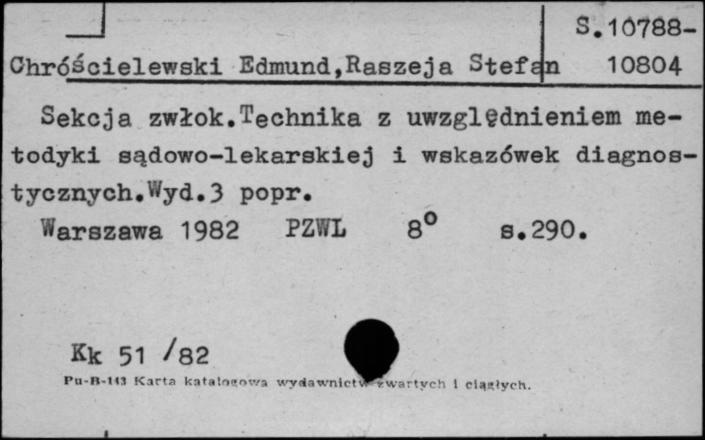 S.10788-
Chróścielewski Edmund,Raszeja Stefan 10804
Sekcja zwłok.Technika z uwzględnieniem me-
todyki sądowo-lekarskiej i wskazówek diagnos-
tycznych.Wyd.3 popr.
Warszawa 1982 PZWL 8° s.290.
Kk 51 /82
Pu-B-143 Karta katalogowa wydawnictw zwartych i ciągłych.